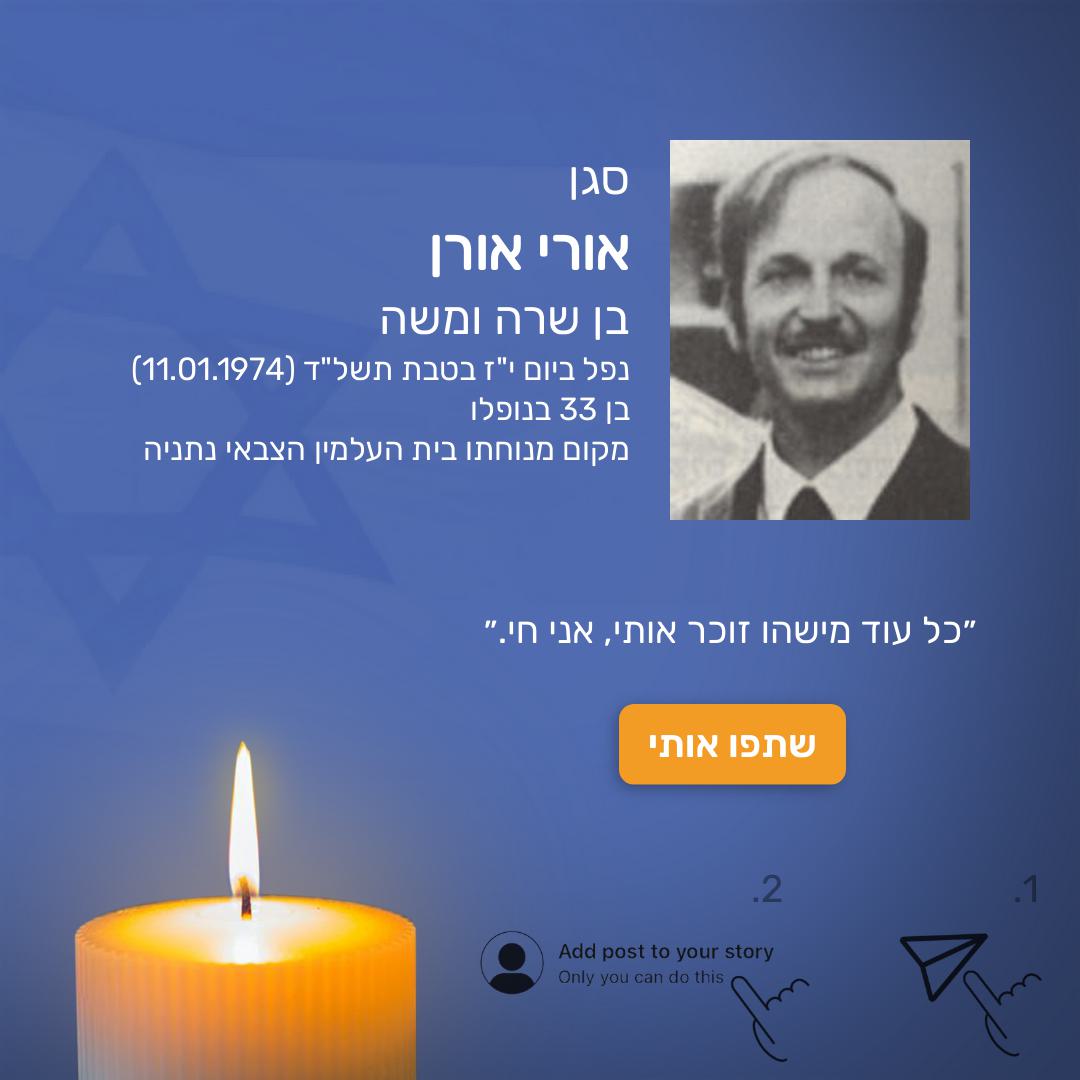 סגן
אורי אורן
בן שרה ומשה
נפל ביום י"ז בטבת תשל"ד (11.01.1974)
בן 33 בנופלו
מקום מנוחתו בית העלמין הצבאי נתניה
״כל עוד מישהו זוכר אותי, אני חי.״
שתפו אותי
1.
2.
Add post to your story
Only you can do this